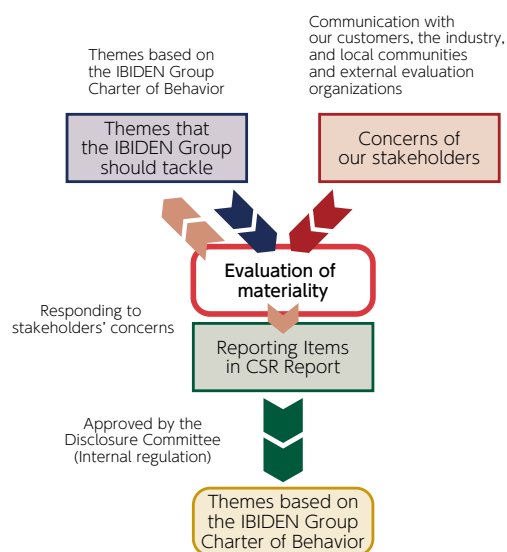 Themes based on
the IBIDEN Group
Charter of Behavior
Communication with
our customers, the industry,
and local communities
and external evaluation
organizations
Themes that
the IBIDEN Group
should tackle
Concerns of
our stakeholders
Evaluation of
materiality
Responding to
stakeholders’ concerns
Reporting Items
in CSR Report
Approved by the
Disclosure Committee
(Internal regulation)
Themes based on
the IBIDEN Group
Charter of Behavior